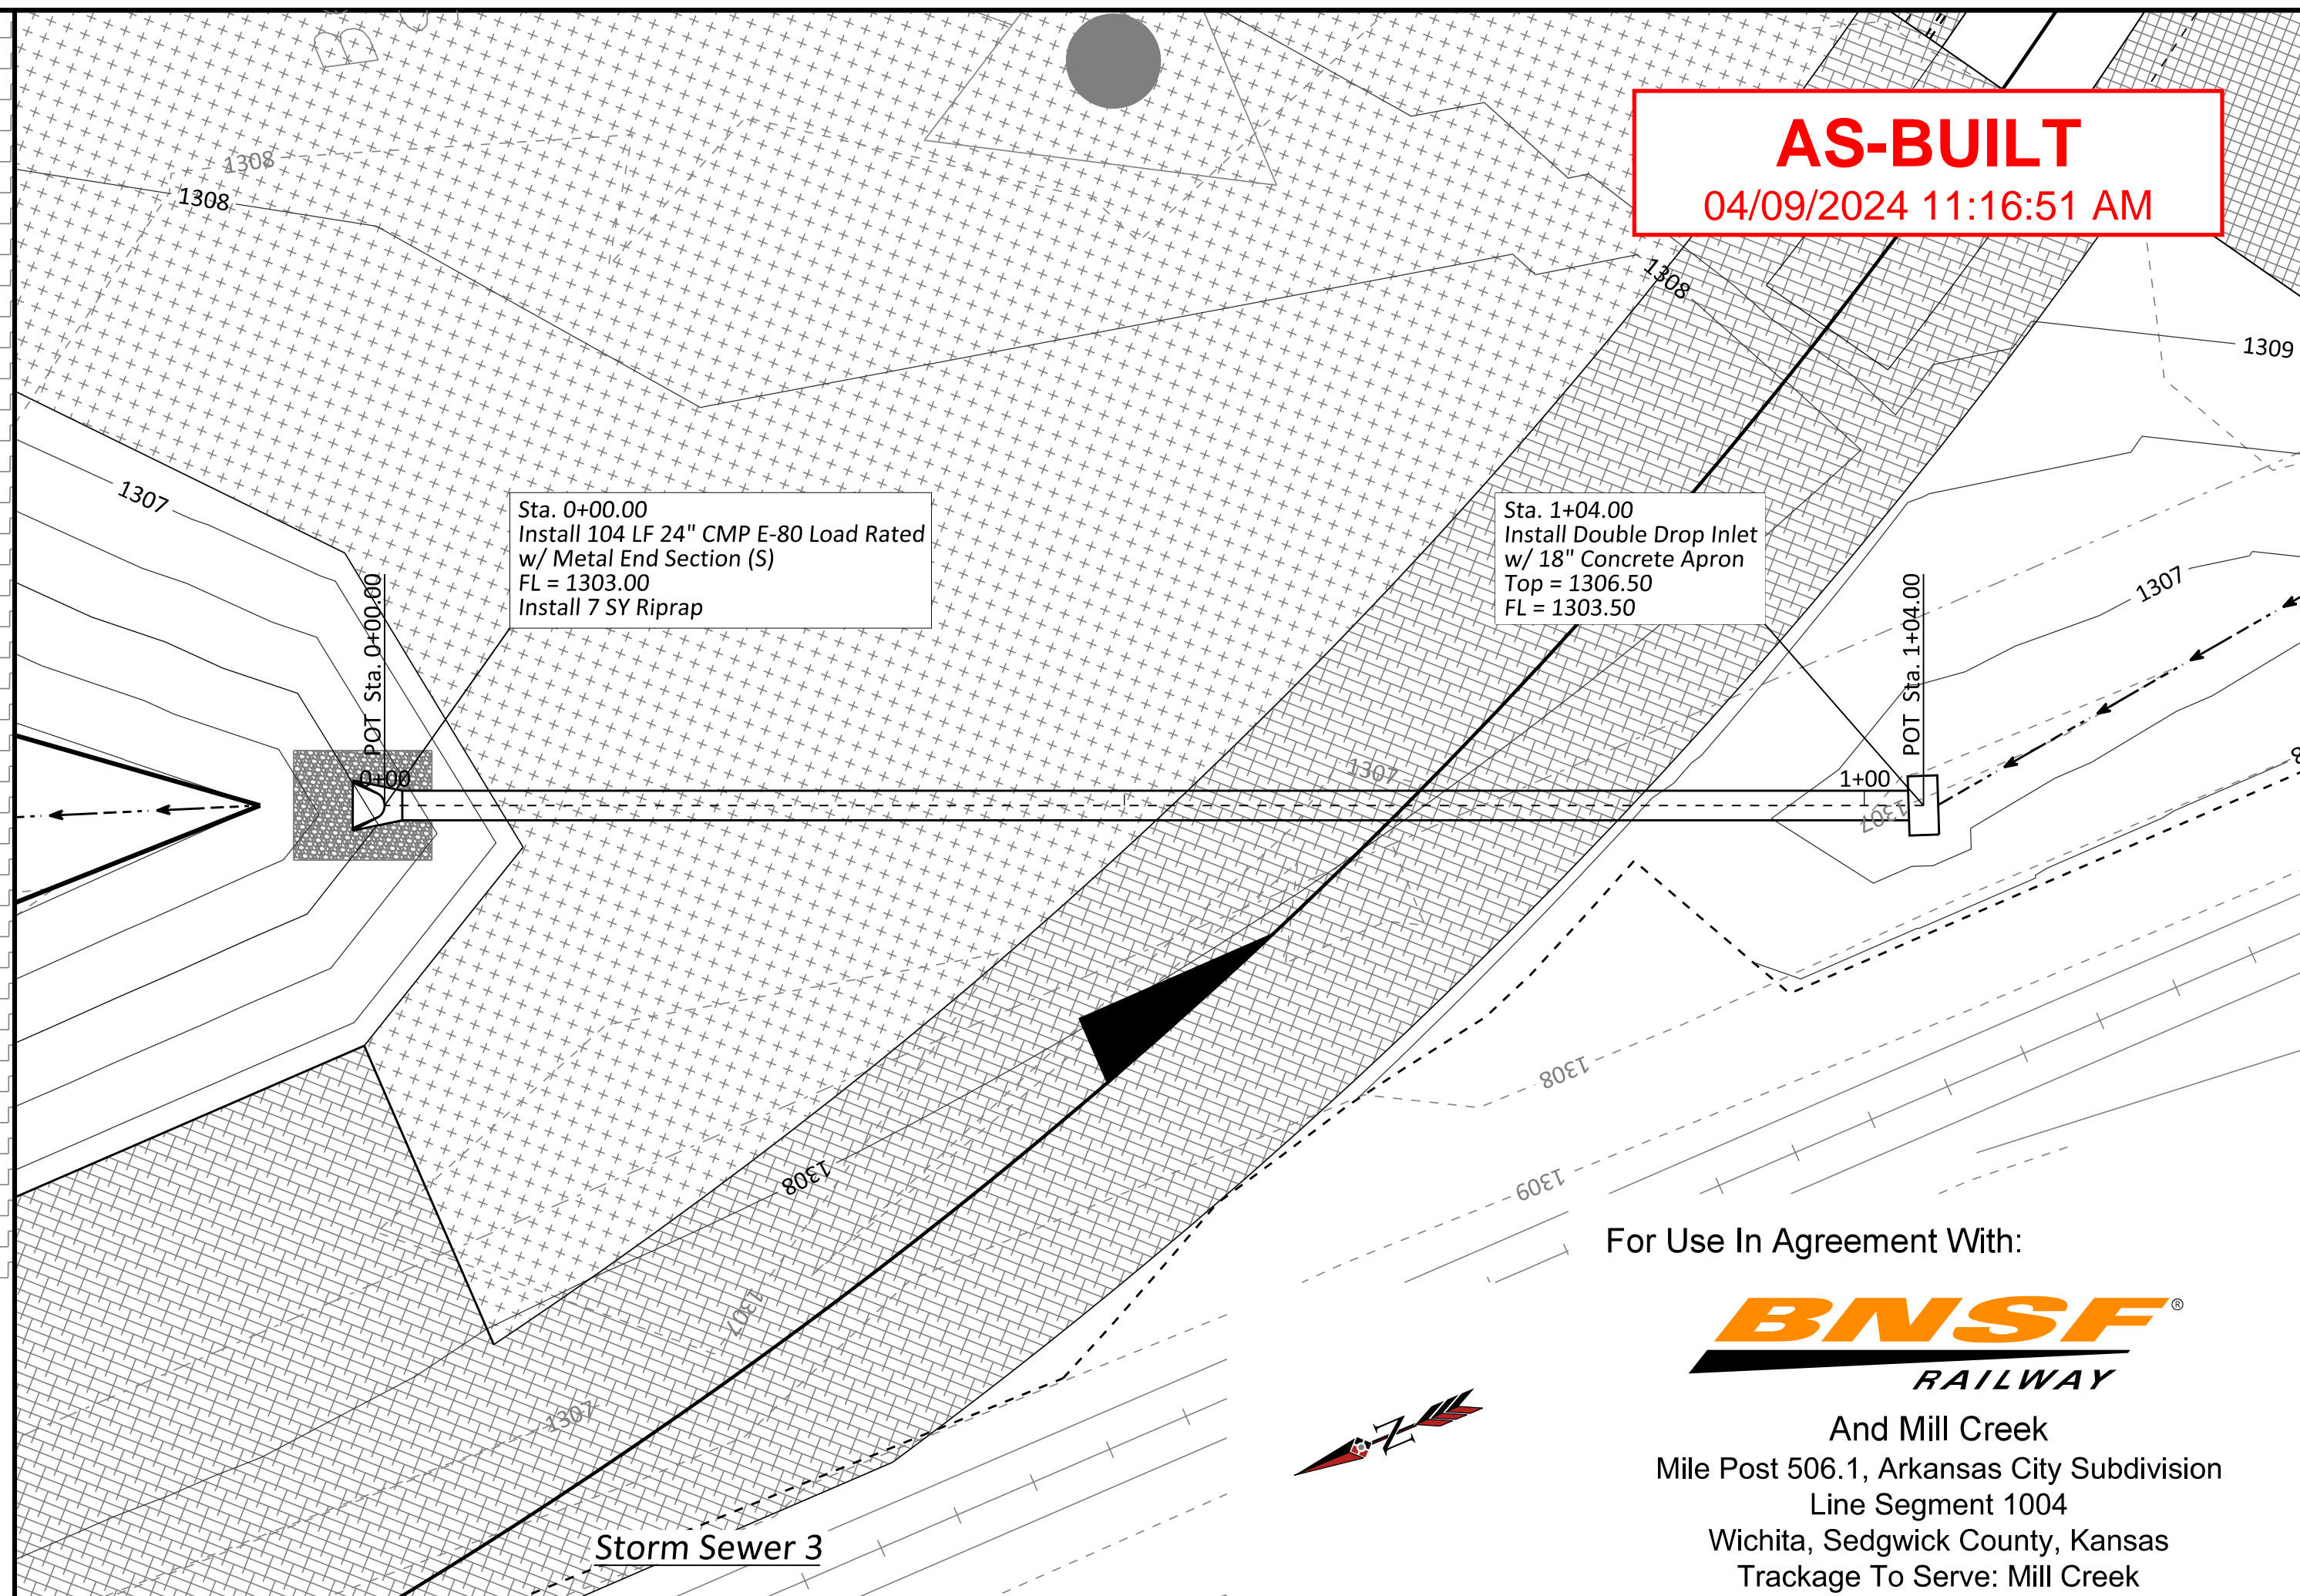 AS-BUILT
04/09/2024 11:16:51 AM
1308
1308
1308
1309
1307
Sta. 0+00.00
Install 104 LF 24" CMP E-80 Load Rated
w/ Metal End Section (S)
FL = 1303.00
Install 7 SY Riprap
Sta. 1+04.00
Install Double Drop Inlet
w/ 18" Concrete Apron
Top = 1306.50
FL = 1303.50
POT Sta. 0+00.00
POT Sta. 1+04.00
1307
0+00
1307
1+00
1307
1308
1308
1309
1307
1307
For Use In Agreement With:
BNSF®
RAILWAY
N
And Mill Creek
Mile Post 506.1, Arkansas City Subdivision
Line Segment 1004
Wichita, Sedgwick County, Kansas
Trackage To Serve: Mill Creek
Storm Sewer 3